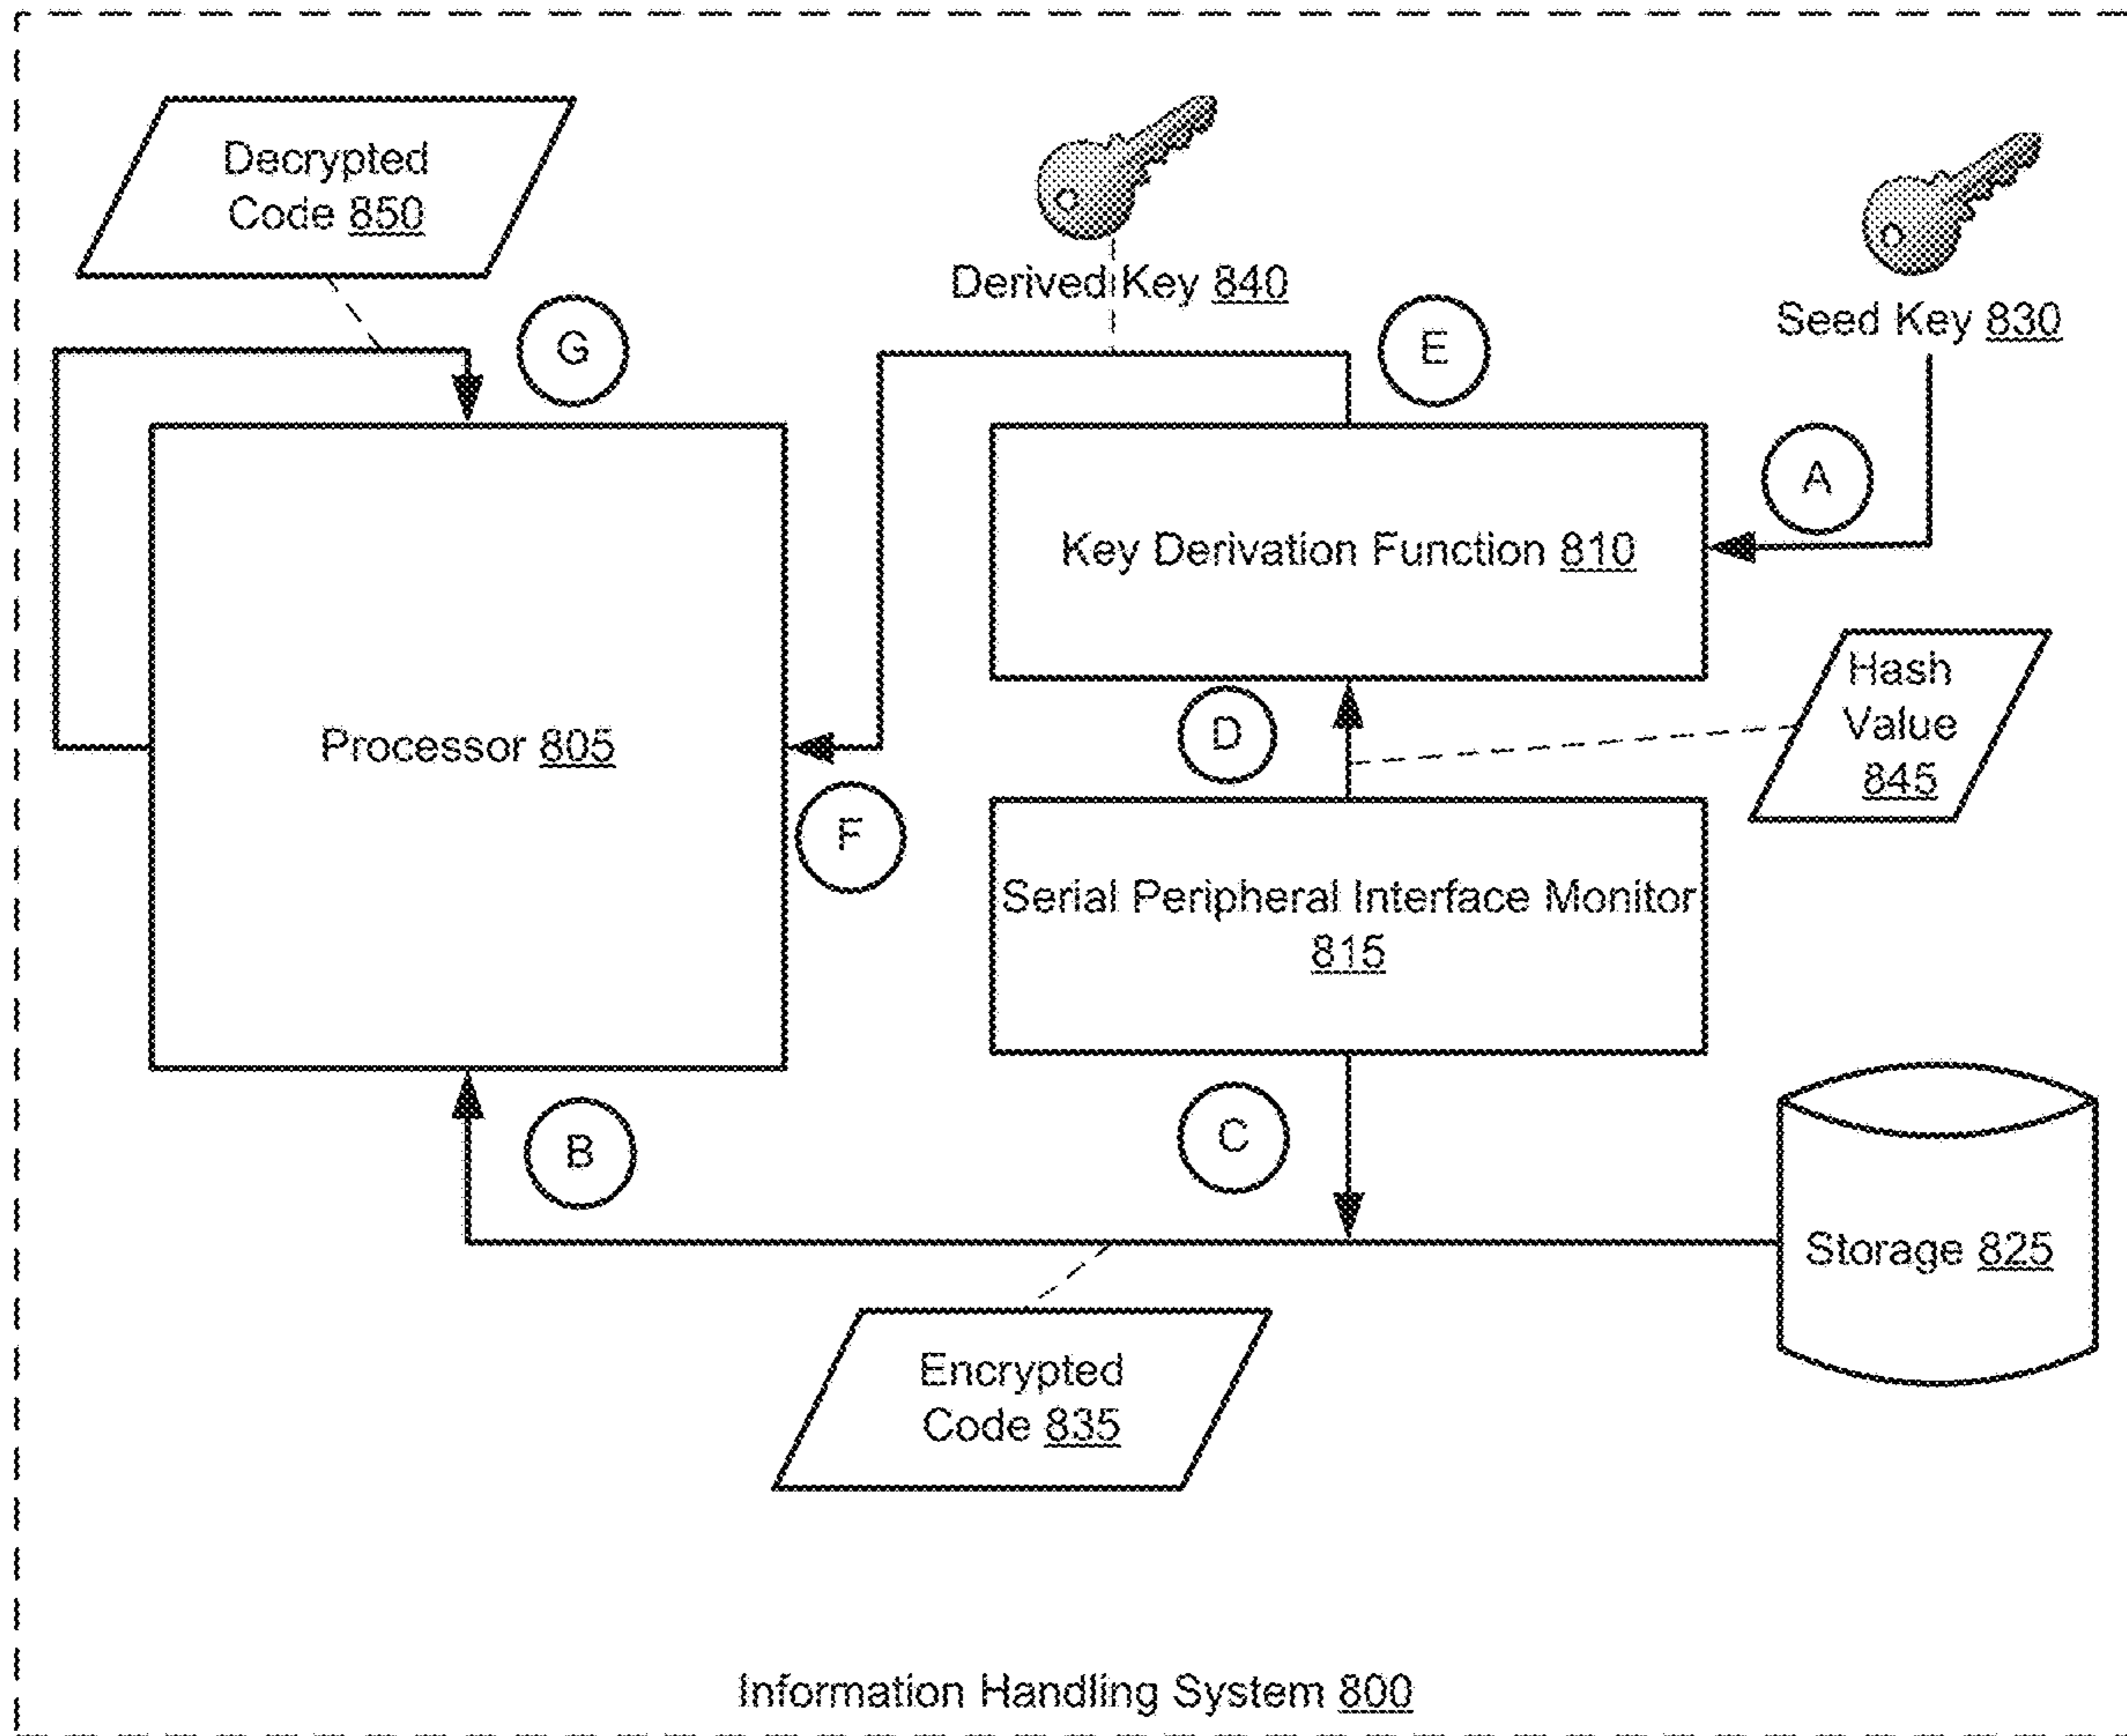 Decrypted
Code 850
Derived Key 840
Seed Key 830
G
E
A
Key Derivation Function 810
Hash
Value
845
D
Processor 805
F
Serial Peripheral Interface Monitor
815
C
B
Storage 825
Encrypted
Code 835
Information Handling System 800